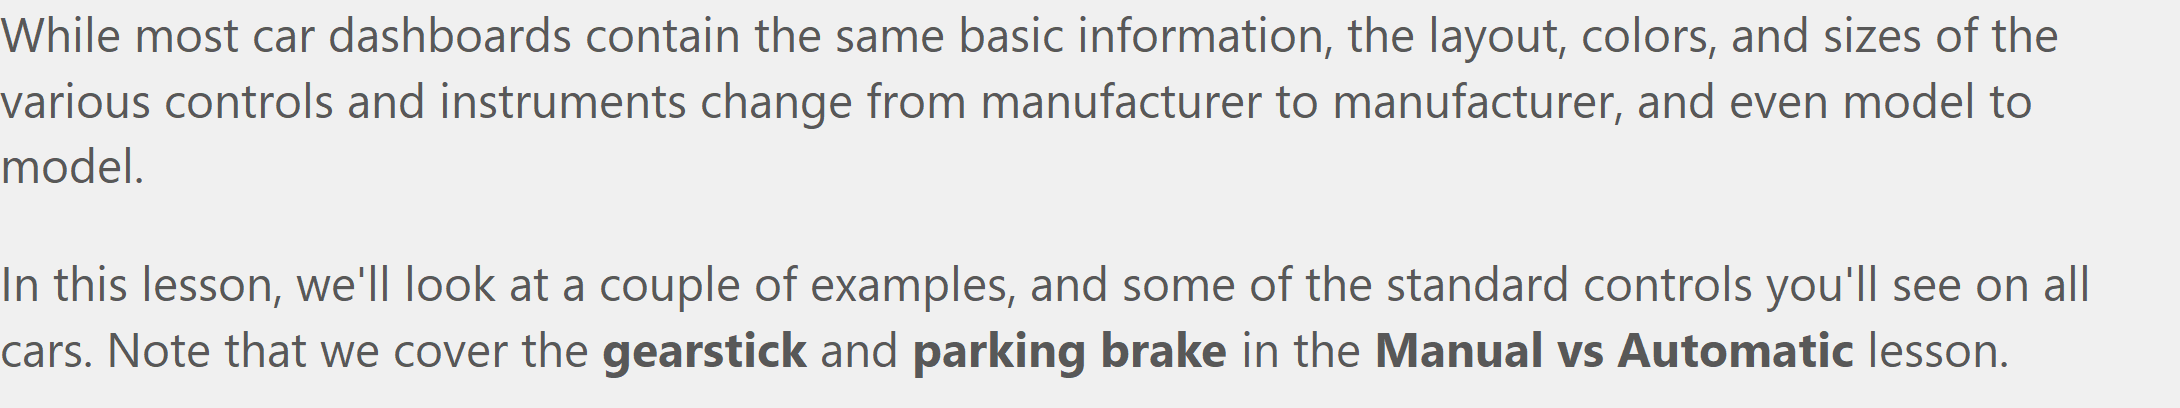 While most car dashboards contain the same basic information, the layout, colors, and sizes of the
various controls and instruments change from manufacturer to manufacturer, and even model to
model.
In this lesson, we'll look at a couple of examples, and some of the standard controls you'll see on all
cars. Note that we cover the gearstick and parking brake in the Manual vs Automatic lesson.